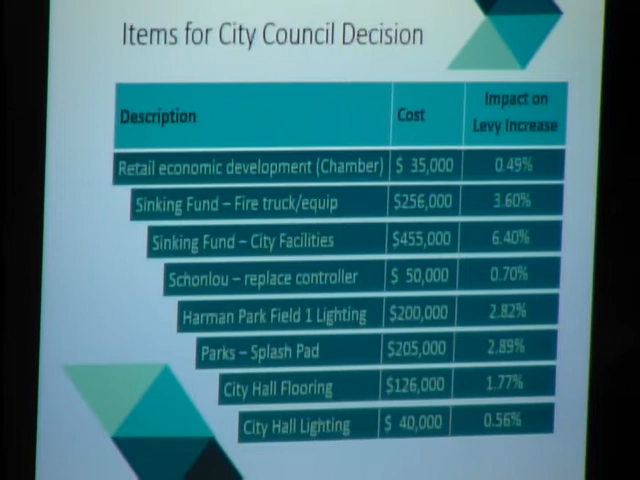 Items for City Council Decision
Description Cost Impact on Levy Increase
Retail economic development (Chamber) $ 35,000 0.49%
Sinking Fund – Fire truck/equip $256,000 3.60%
Sinking Fund – City Facilities $455,000 6.40%
Schonlou – replace controller $ 50,000 0.70%
Harman Park Field 1 Lighting $200,000 2.82%
Parks – Splash Pad $205,000 2.89%
City Hall Flooring $126,000 1.77%
City Hall Lighting $ 40,000 0.56%